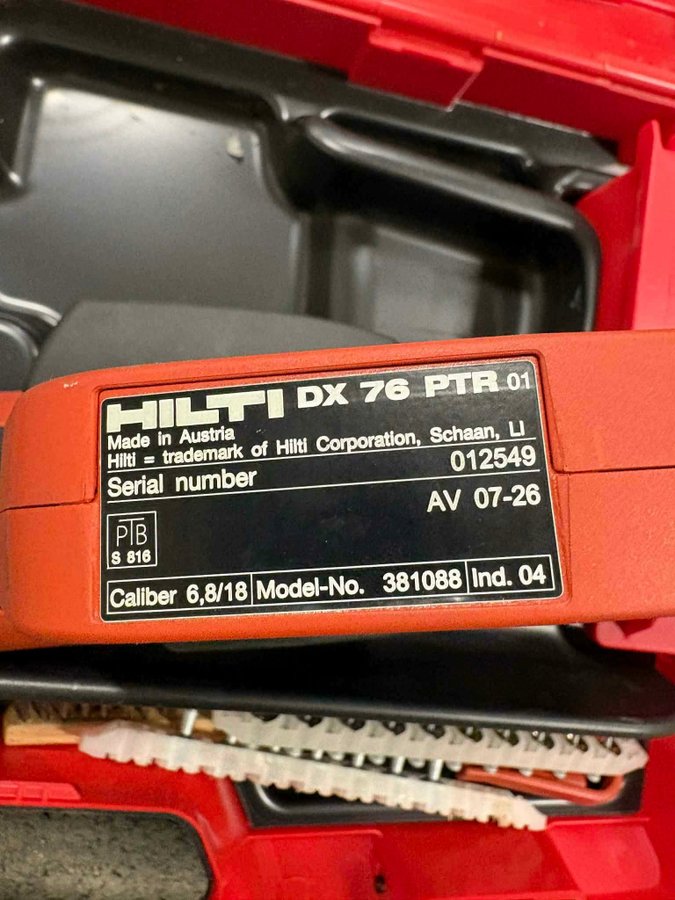 HILTI DX 76 PTR 01
Made in Austria
Hilti = trademark of Hilti Corporation, Schaan, LI
Serial number 012549
AV 07-26
PTB
S 816
Caliber 6,8/18 Model-No. 381088 Ind. 04